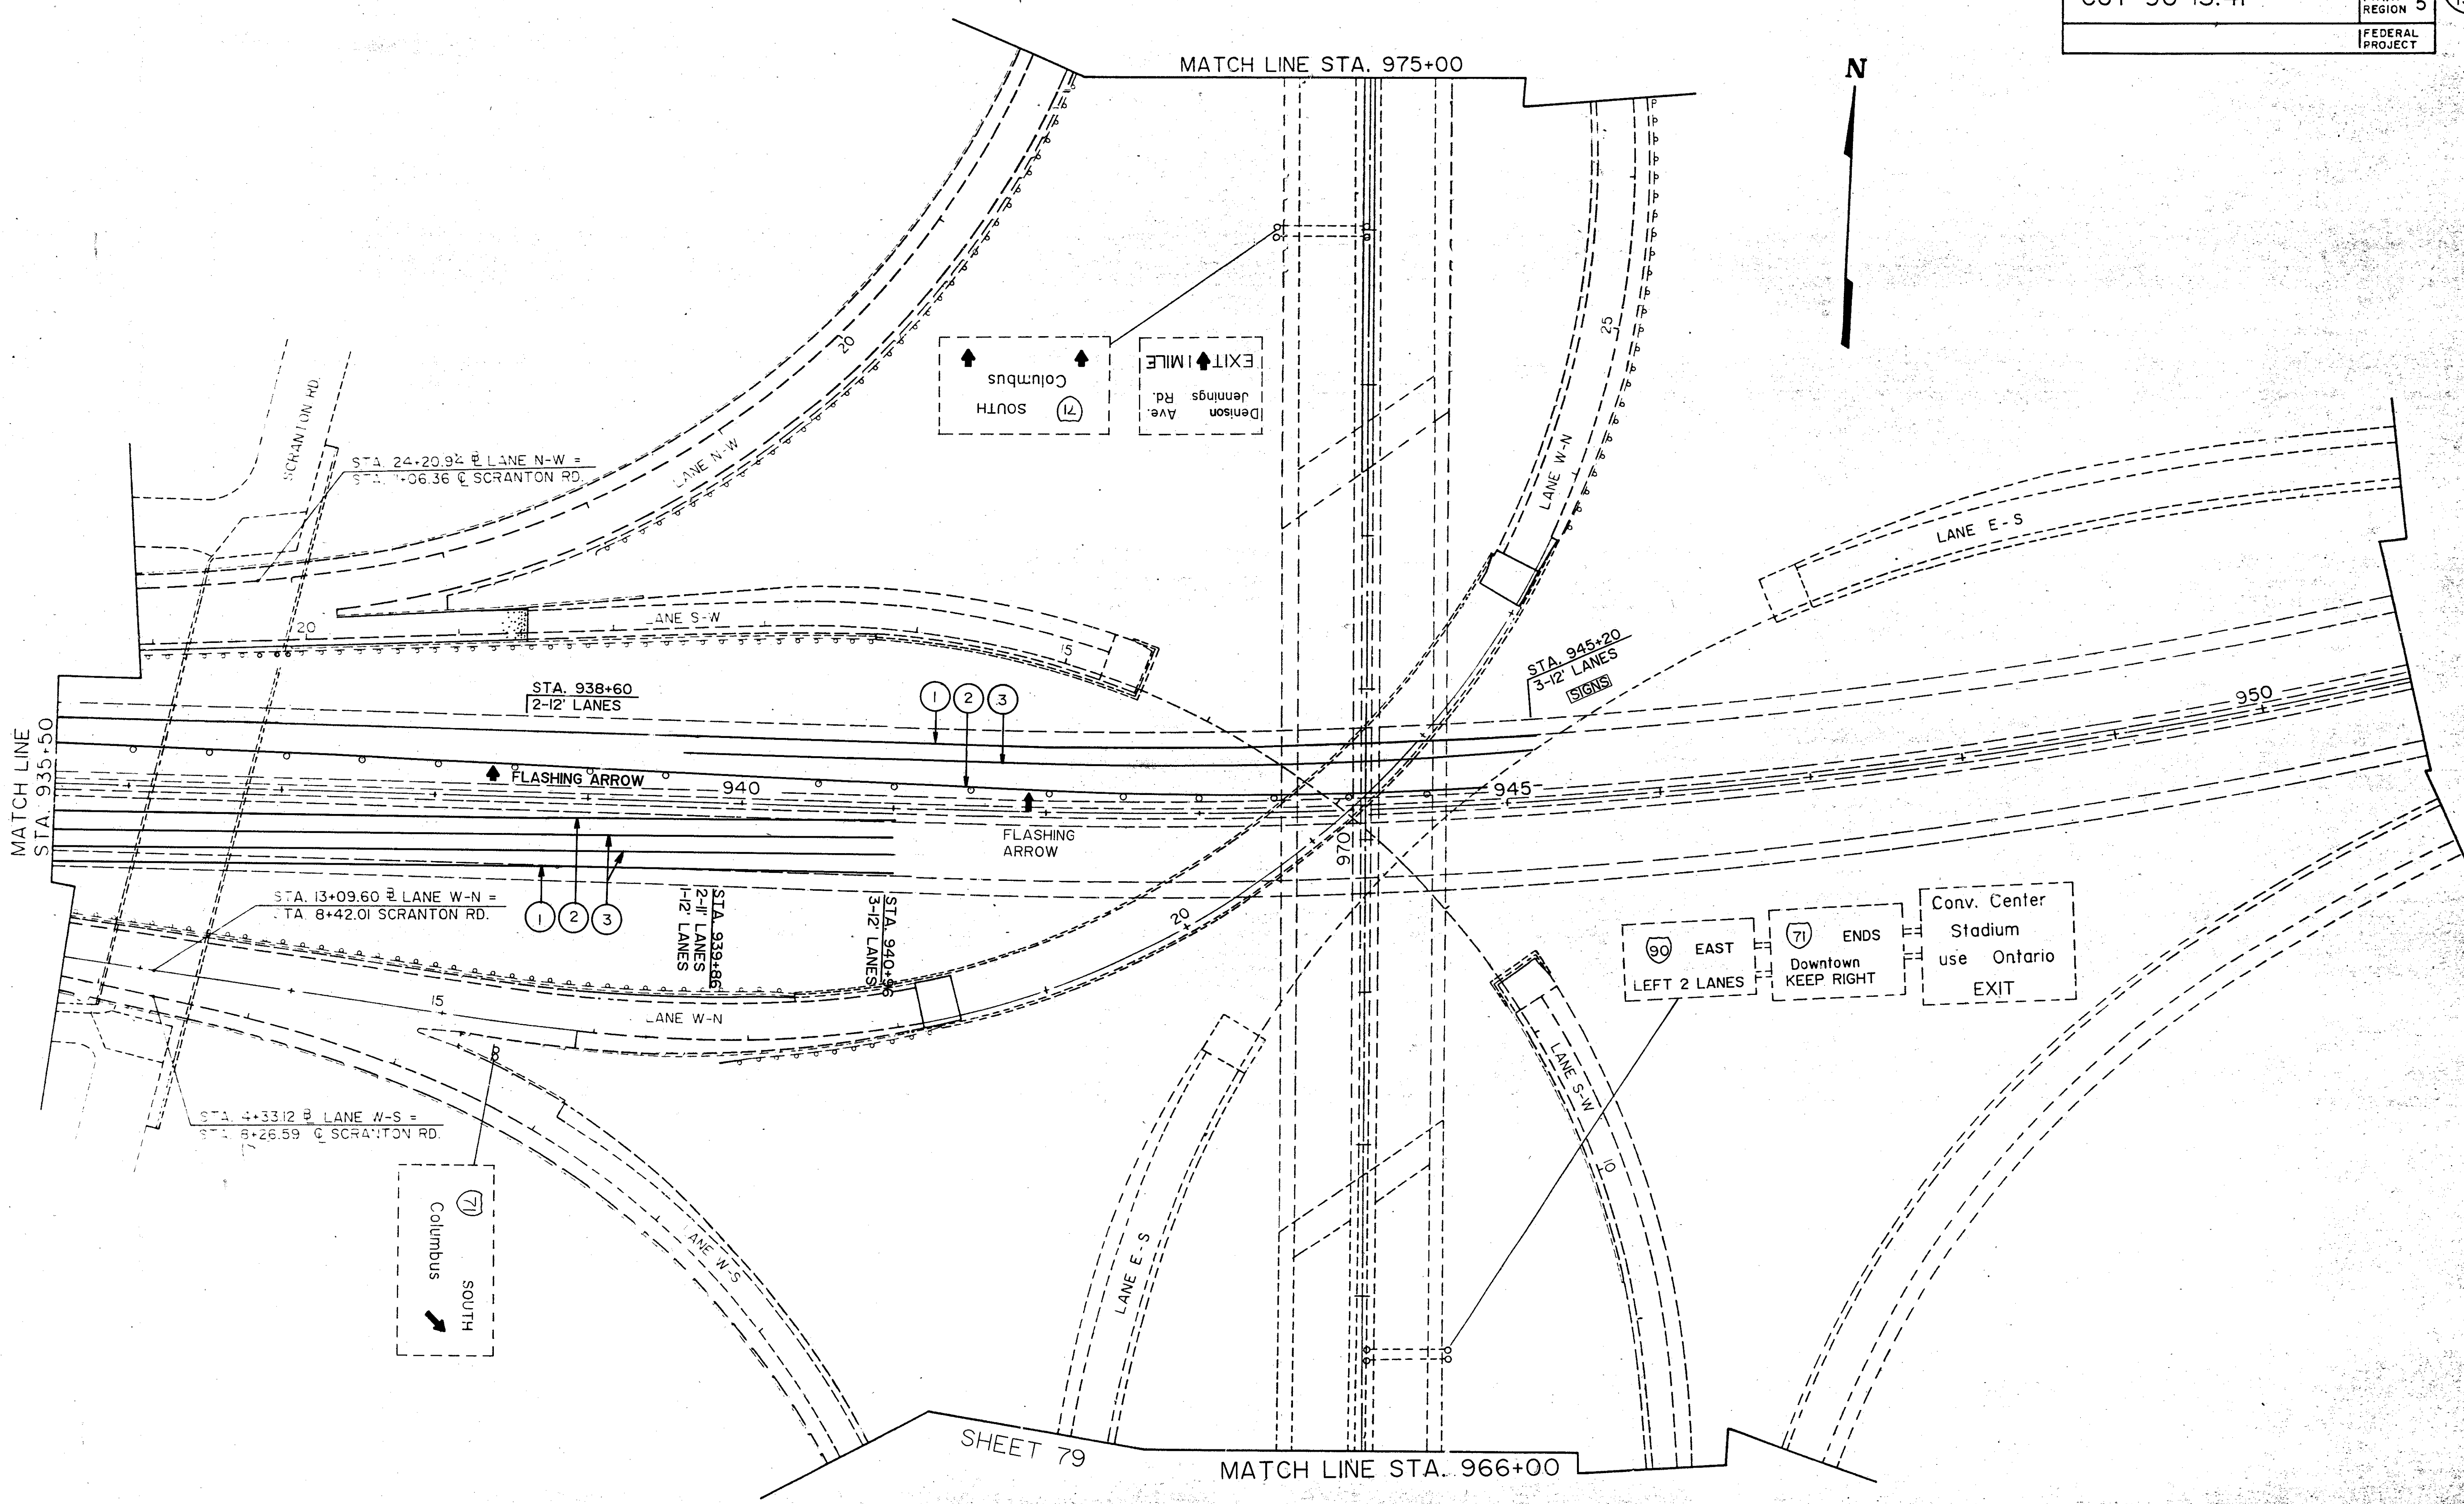 REGION 5
FEDERAL
PROJECT
MATCH LINE STA. 975+00
N
SCRANTON RD.
20
LANE N-W
STA. 24+20.94 ℄ LANE N-W =
+06.36 ℄ SCRANTON RD.
71 SOUTH
Columbus
Denison Ave.
Jennings Rd.
EXIT 1 MILE
25
LANE W-N
LANE E-S
20
LANE S-W
15
STA. 945+20
3-12' LANES
SIGNS
STA. 938+60
2-12' LANES
1 2 3
950
MATCH LINE
STA. 935+50
FLASHING ARROW
940
945
FLASHING
ARROW
970
STA. 13+09.60 LANE W-N =
STA. 8+42.01 SCRANTON RD.
1 2 3
STA. 939+86
2-11' LANES
1-12' LANES
STA. 940+96
3-12' LANES
20
15
LANE W-N
90 EAST
LEFT 2 LANES
71 ENDS
Downtown
KEEP RIGHT
Conv. Center
Stadium
use Ontario
EXIT
STA. 4+33.12 LANE W-S =
STA. 8+26.59 ℄ SCRANTON RD.
LANE S-W
10
71 SOUTH
Columbus
LANE W-S
LANE E-S
SHEET 79
MATCH LINE STA. 966+00